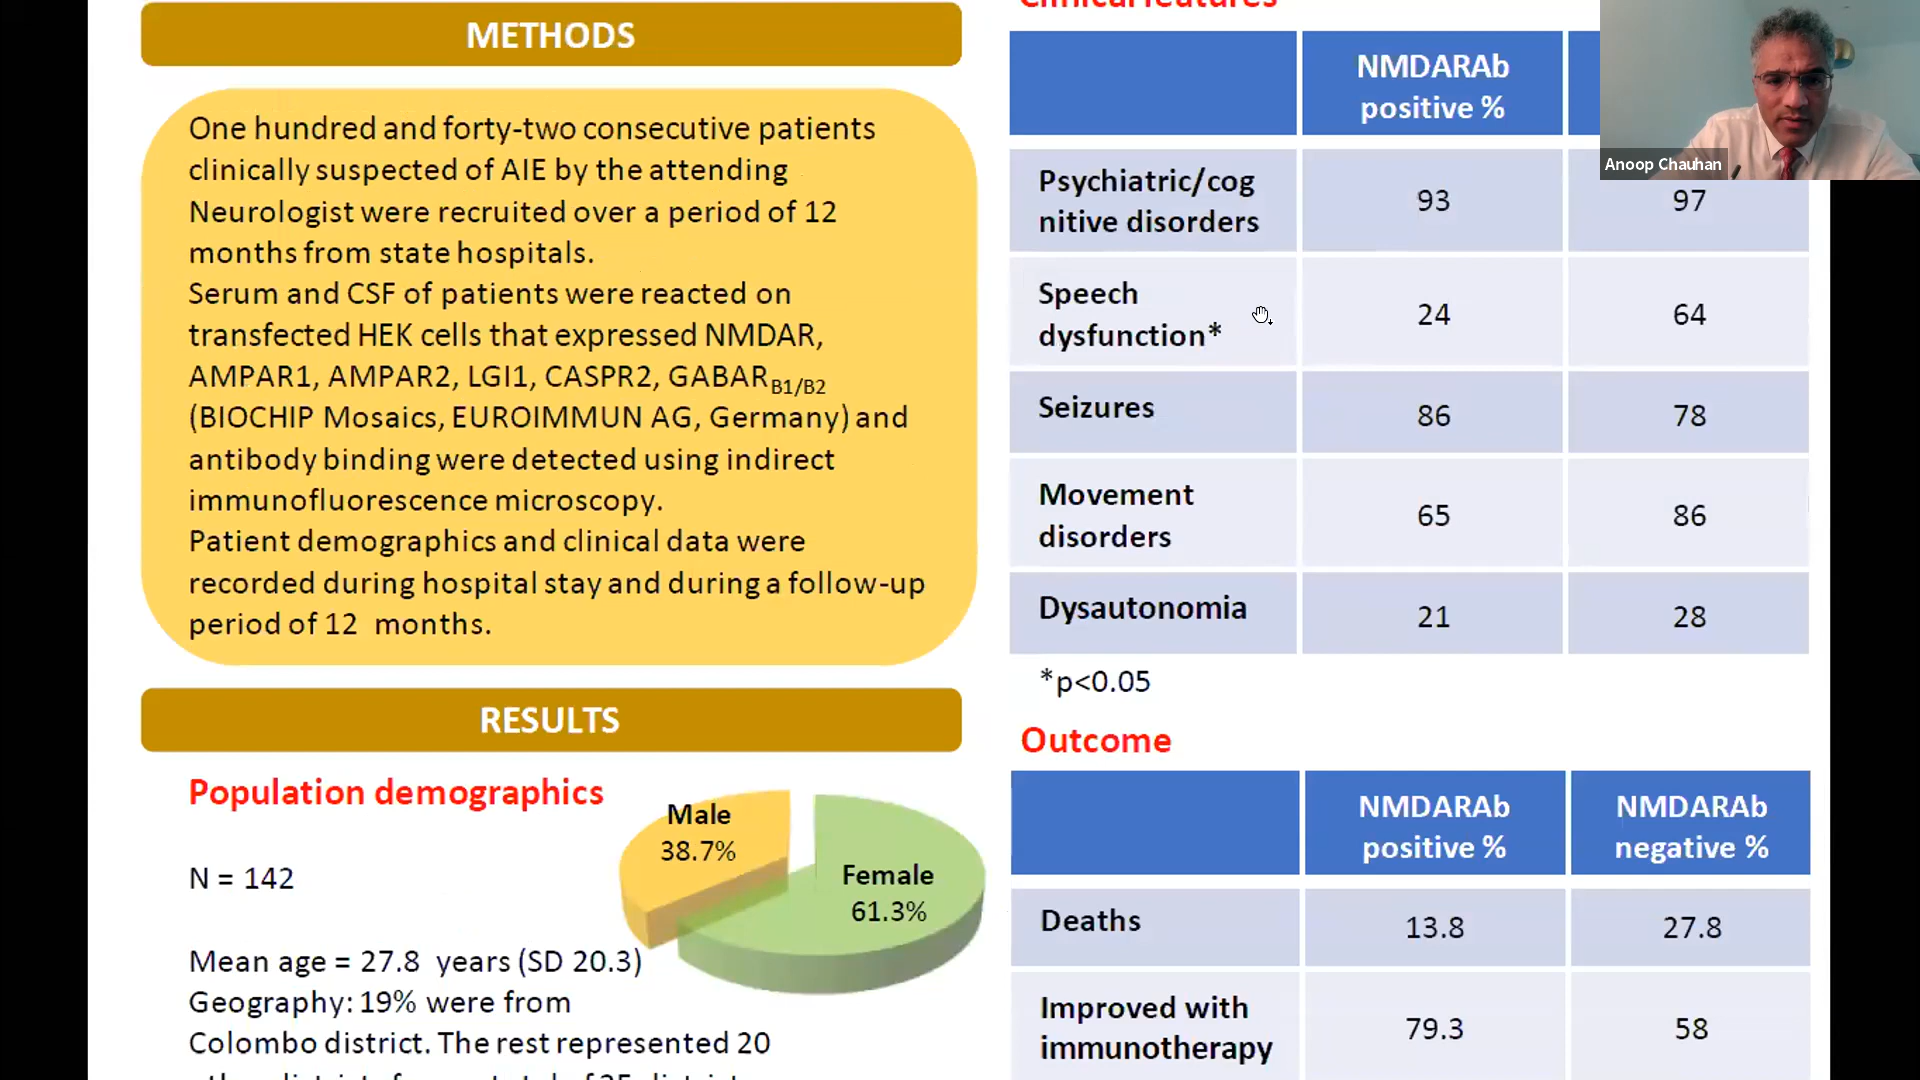 METHODS
One hundred and forty-two consecutive patients
clinically suspected of AIE by the attending
Neurologist were recruited over a period of 12
months from state hospitals.
Serum and CSF of patients were reacted on
transfected HEK cells that expressed NMDAR,
AMPAR1, AMPAR2, LGI1, CASPR2, GABARB1/B2
(BIOCHIP Mosaics, EUROIMMUN AG, Germany) and
antibody binding were detected using indirect
immunofluorescence microscopy.
Patient demographics and clinical data were
recorded during hospital stay and during a follow-up
period of 12 months.
RESULTS
Population demographics
N = 142
Mean age = 27.8 years (SD 20.3)
Geography: 19% were from
Colombo district. The rest represented 20
Male
38.7%
Female
61.3%
Clinical features
NMDARAb
positive %
Psychiatric/cog
nitive disorders
93
97
Speech
dysfunction*
24
64
Seizures
86
78
Movement
disorders
65
86
Dysautonomia
21
28
*p<0.05
Outcome
NMDARAb
positive %
NMDARAb
negative %
Deaths
13.8
27.8
Improved with
immunotherapy
79.3
58
Anoop Chauhan